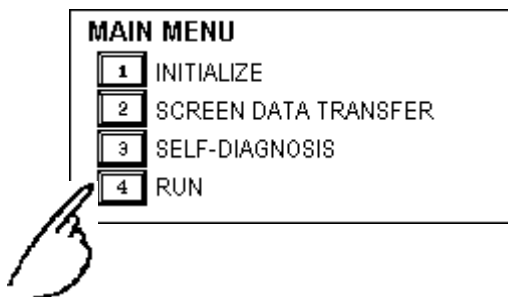 MAIN MENU
1 INITIALIZE
2 SCREEN DATA TRANSFER
3 SELF-DIAGNOSIS
4 RUN